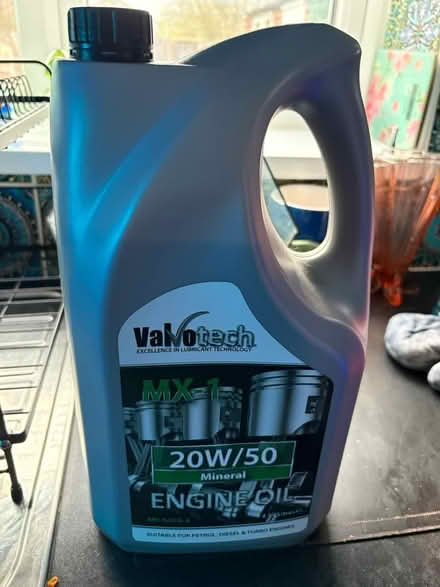 Valvotech
EXCELLENCE IN LUBRICANT TECHNOLOGY
MX-1
20W/50
Mineral
ENGINE OIL
SUITABLE FOR PETROL, DIESEL & TURBO ENGINES